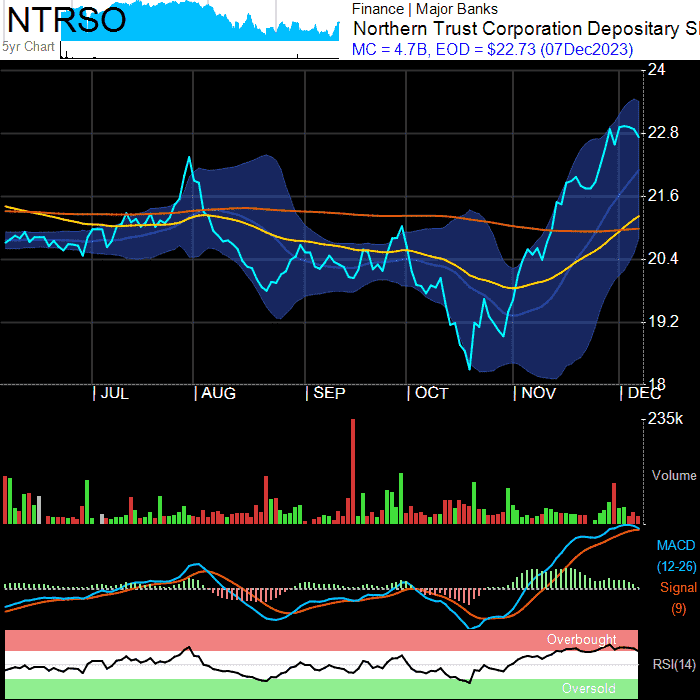 NTRSO
Finance | Major Banks
Northern Trust Corporation Depositary S
5yr Chart
MC = 4.7B, EOD = $22.73 (07Dec2023)
24
22.8
21.6
20.4
19.2
18
JUL
AUG
SEP
OCT
NOV
DEC
235k
Volume
MACD
(12-26)
Signal
(9)
Overbought
RSI(14)
Oversold